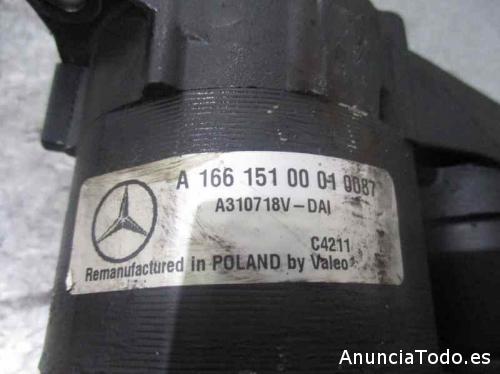 A 166 151 00 01 0087
A310718V-DAI
C4211
Remanufactured in POLAND by Valeo
AnunciaTodo.es